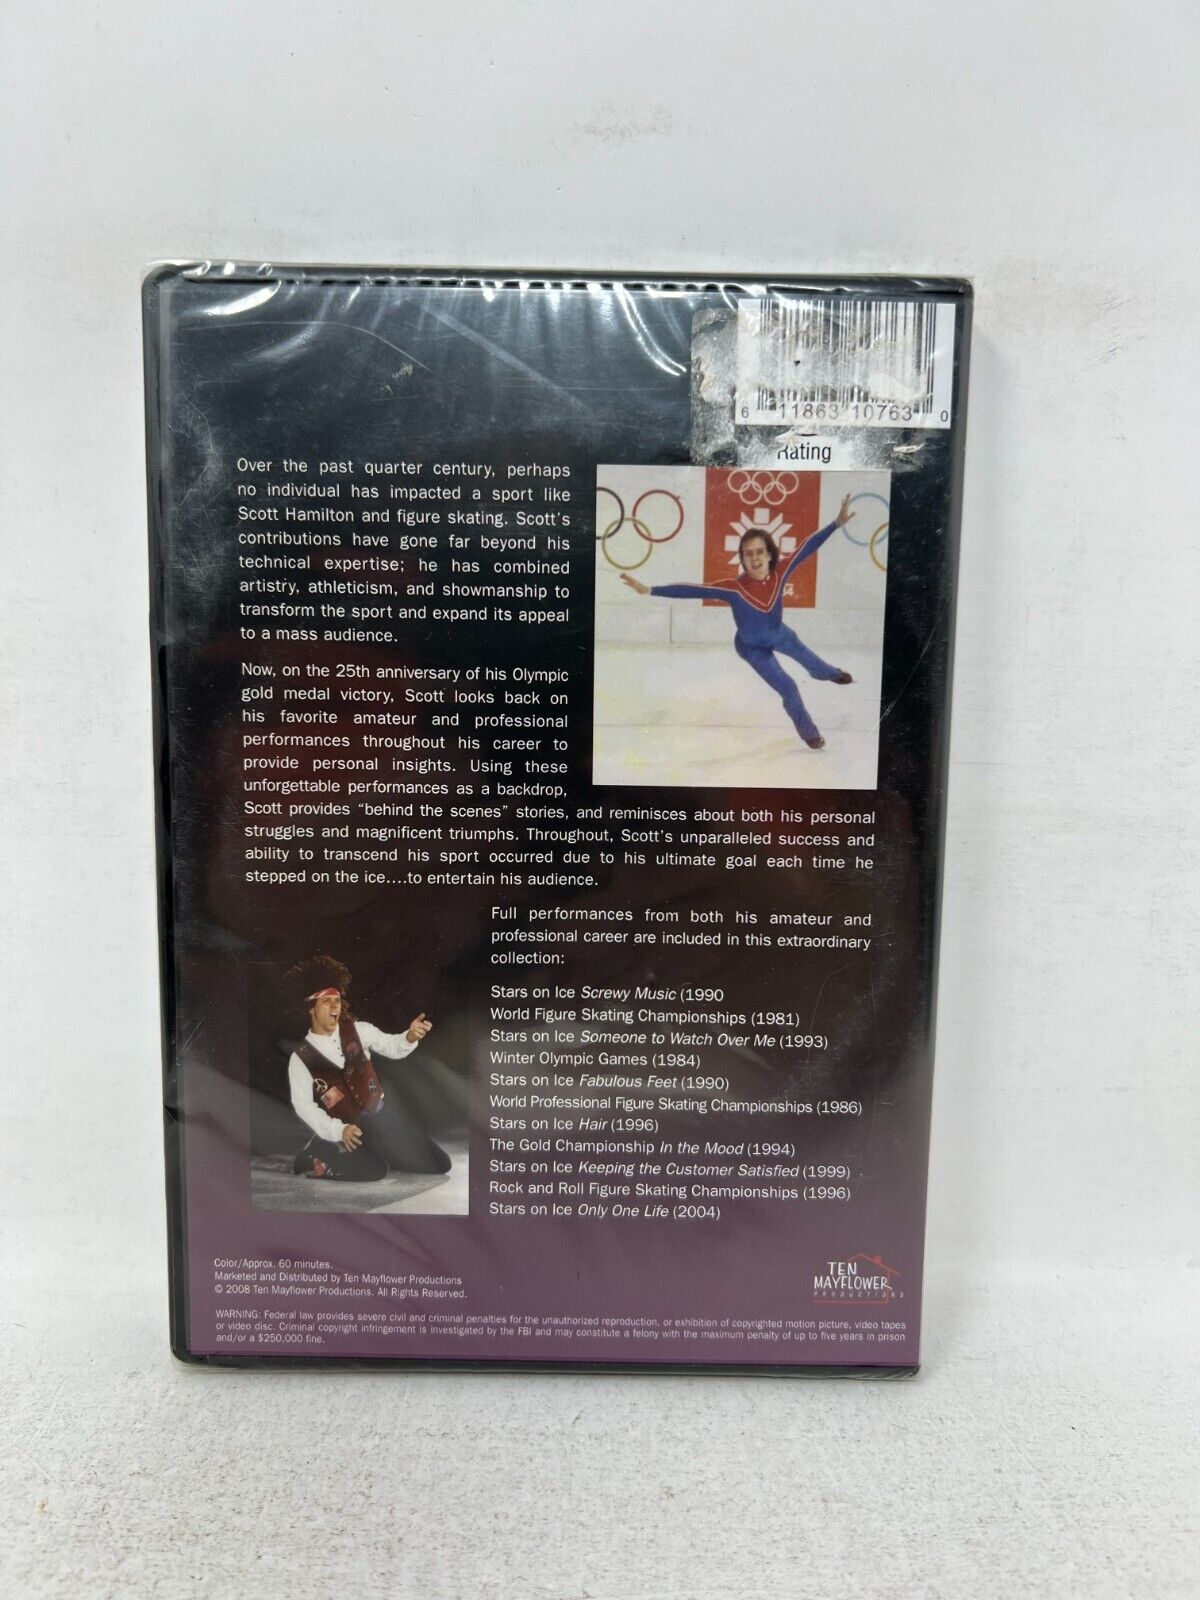 6 11863 10763 0
Rating
Over the past quarter century, perhaps
no individual has impacted a sport like
Scott Hamilton and figure skating. Scott's
contributions have gone far beyond his
technical expertise; he has combined
artistry, athleticism, and showmanship to
transform the sport and expand its appeal
to a mass audience.
Now, on the 25th anniversary of his Olympic
gold medal victory, Scott looks back on
his favorite amateur and professional
performances throughout his career to
provide personal insights. Using these
unforgettable performances as a backdrop,
Scott provides "behind the scenes" stories, and reminisces about both his personal
struggles and magnificent triumphs. Throughout, Scott's unparalleled success and
ability to transcend his sport occurred due to his ultimate goal each time he
stepped on the ice....to entertain his audience.
Full performances from both his amateur and
professional career are included in this extraordinary
collection:
Stars on Ice Screwy Music (1990
World Figure Skating Championships (1981)
Stars on Ice Someone to Watch Over Me (1993)
Winter Olympic Games (1984)
Stars on Ice Fabulous Feet (1990)
World Professional Figure Skating Championships (1986)
Stars on Ice Hair (1996)
The Gold Championship In the Mood (1994)
Stars on Ice Keeping the Customer Satisfied (1999)
Rock and Roll Figure Skating Championships (1996)
Stars on Ice Only One Life (2004)
Color/Approx. 60 minutes.
Marketed and Distributed by Ten Mayflower Productions
© 2008 Ten Mayflower Productions. All Rights Reserved.
TEN
MAYFLOWER
PRODUCTIONS
WARNING: Federal law provides severe civil and criminal penalties for the unauthorized reproduction, or exhibition of copyrighted motion picture, video tapes
or video disc. Criminal copyright infringement is investigated by the FBI and may constitute a felony with the maximum penalty of up to five years in prison
and/or a $250,000 fine.